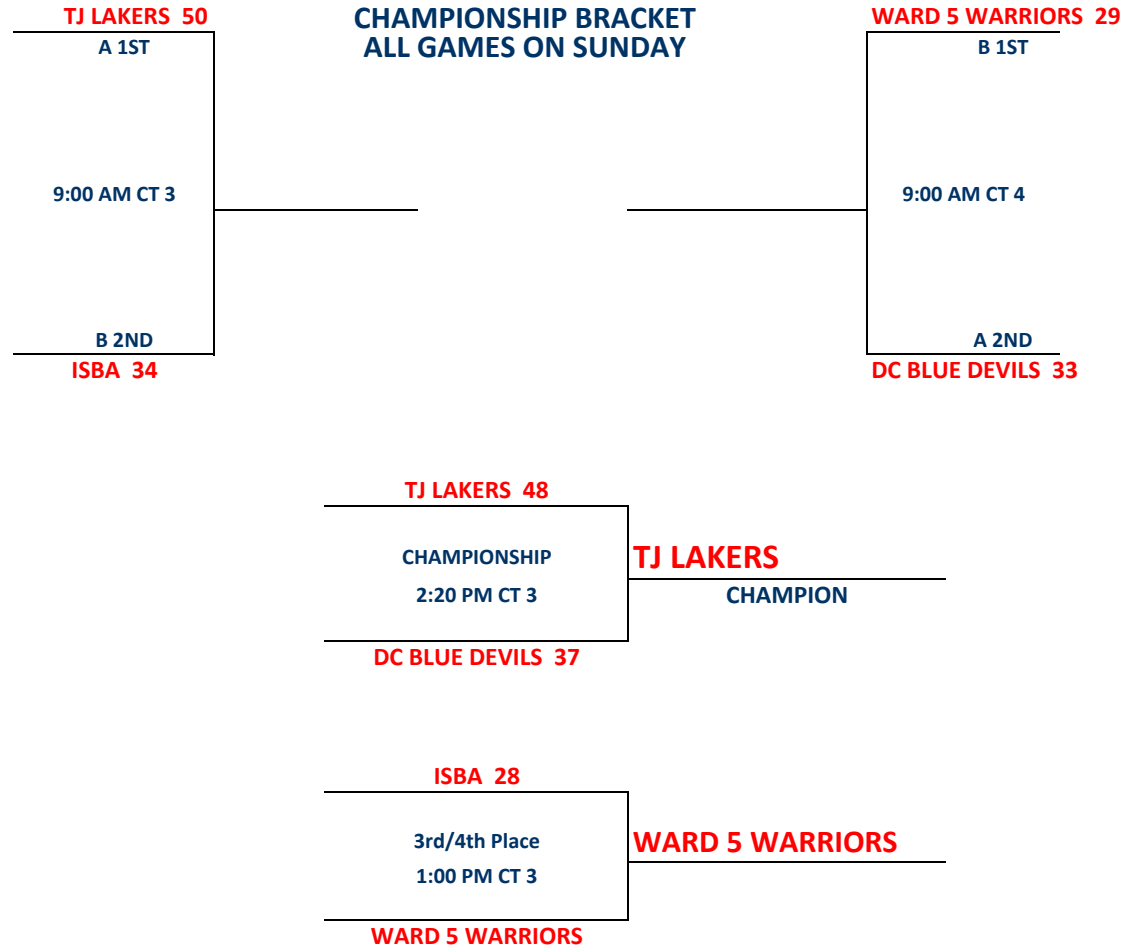 TJ LAKERS  50
CHAMPIONSHIP BRACKET
WARD 5 WARRIORS  29
A 1ST
ALL GAMES ON SUNDAY
B 1ST
9:00 AM CT 3
9:00 AM CT 4
B 2ND
A 2ND
ISBA  34
DC BLUE DEVILS  33
TJ LAKERS  48
CHAMPIONSHIP
TJ LAKERS
2:20 PM CT 3
CHAMPION
DC BLUE DEVILS  37
ISBA  28
3rd/4th Place
WARD 5 WARRIORS
1:00 PM CT 3
WARD 5 WARRIORS